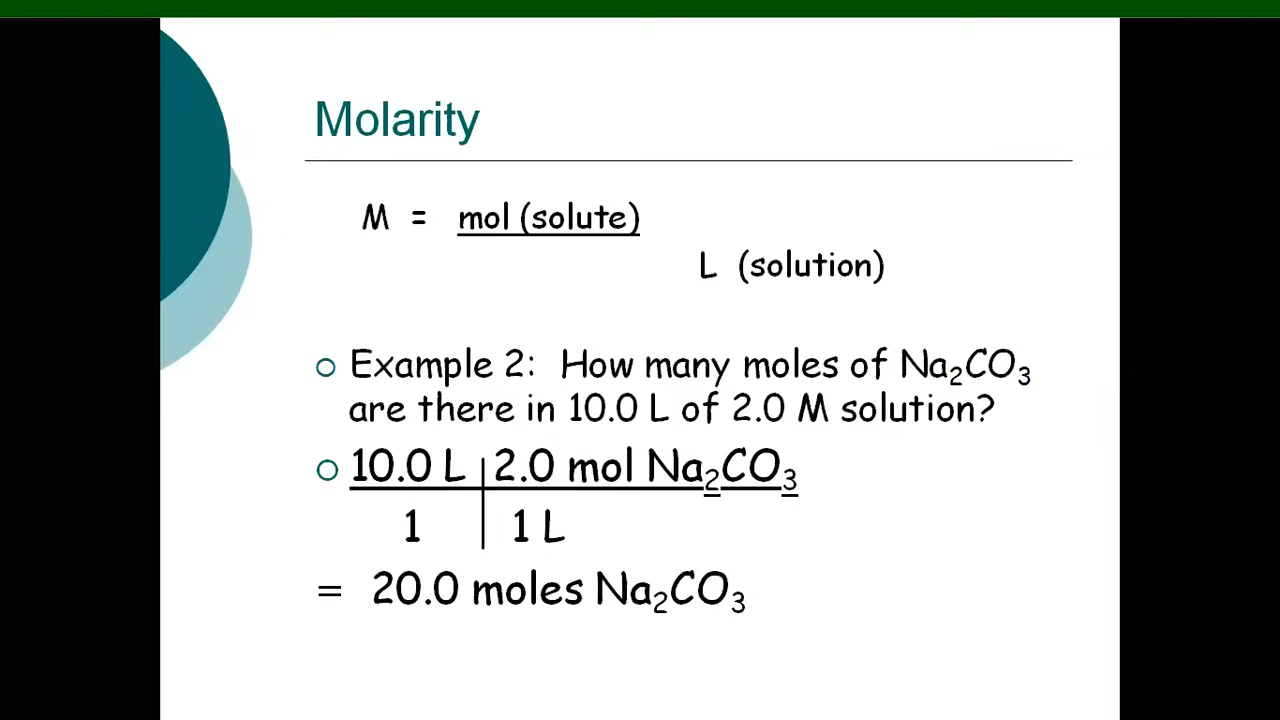 Molarity
M = mol (solute)
L (solution)
Example 2: How many moles of Na₂CO₃
are there in 10.0 L of 2.0 M solution?
10.0 L 2.0 mol Na₂CO₃
1 1 L
= 20.0 moles Na₂CO₃